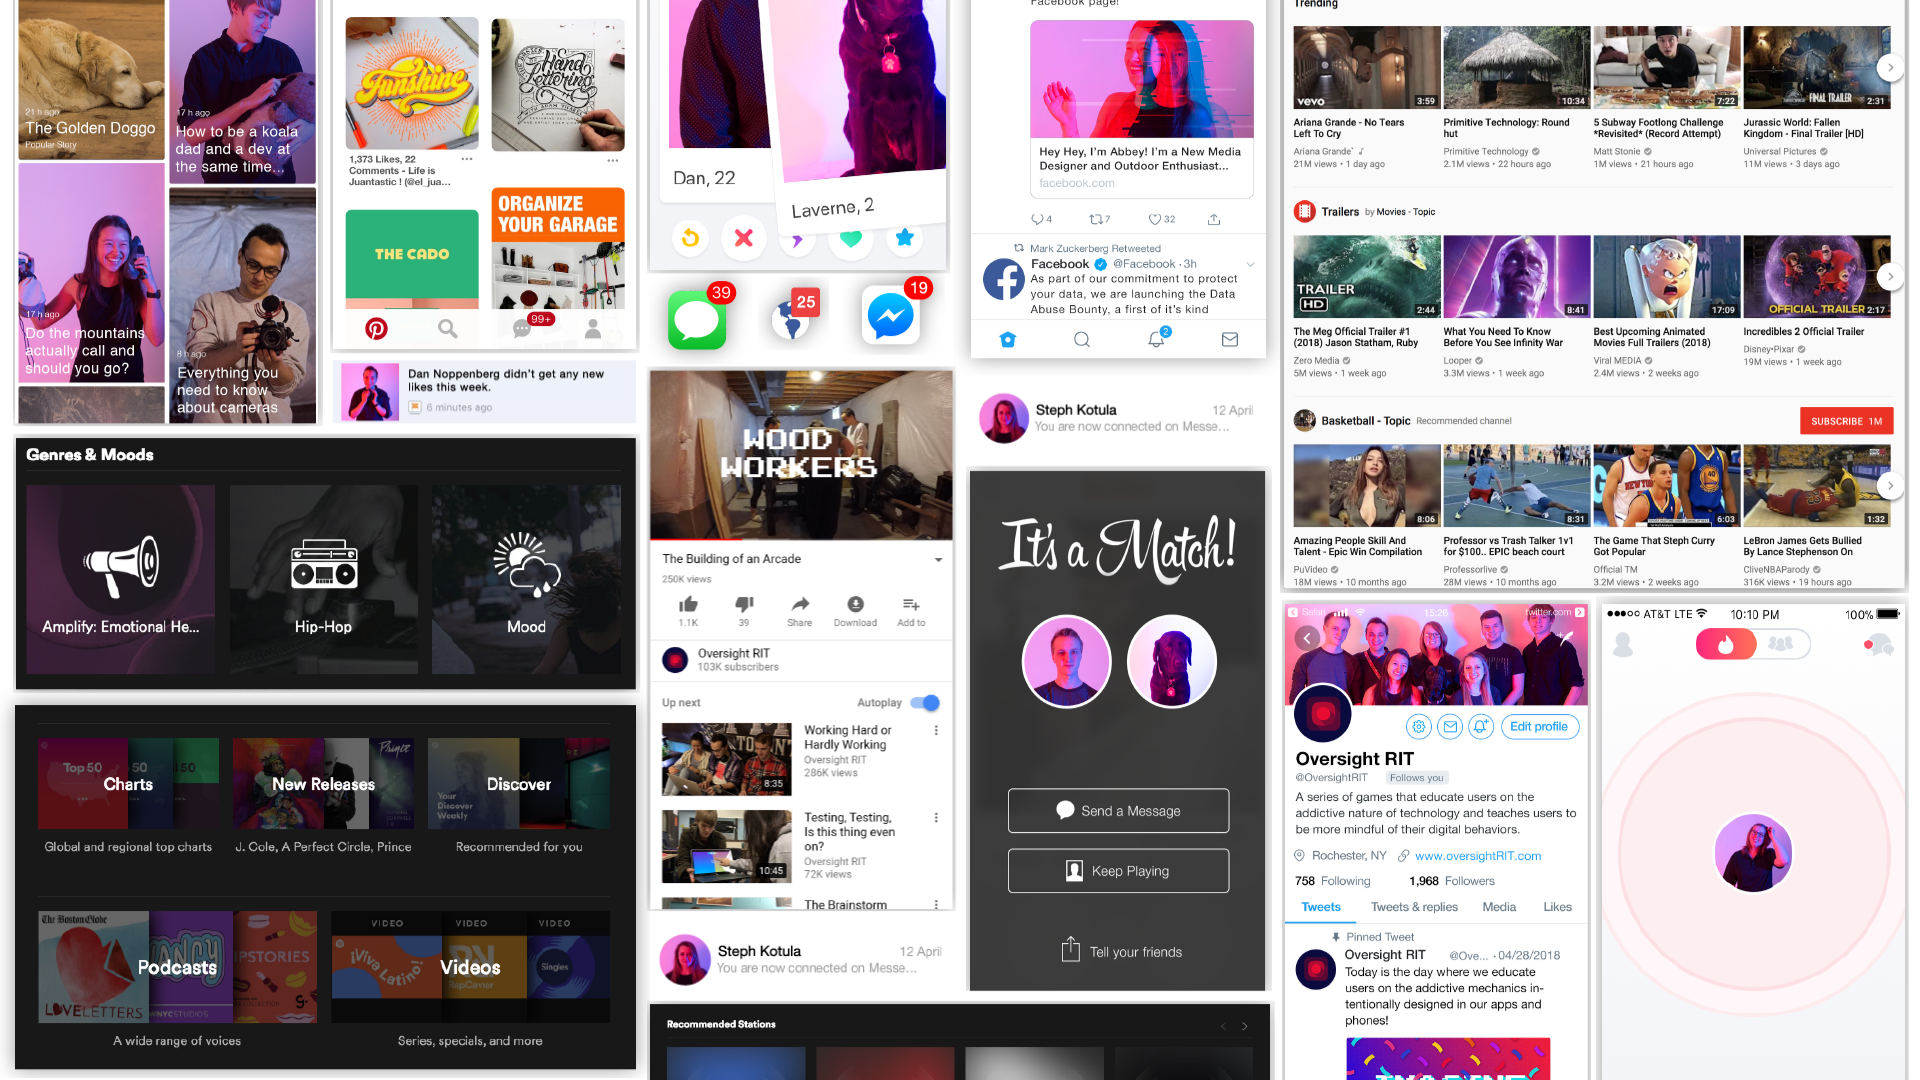 21 h ago
The Golden Doggo
Popular Story
17 h ago
How to be a koala
dad and a dev at
the same time...
17 h ago
Do the mountains
actually call and
should you go?
8 h ago
Everything you
need to know
about cameras
Funshine
1,373 Likes, 22
Comments - Life is
Juantastic ! (@el_jua...
Hand
Lettering
ORGANIZE
YOUR GARAGE
THE CADO
99+
Dan Noppenberg didn't get any new
likes this week.
6 minutes ago
Genres & Moods
Amplify: Emotional He...
Hip-Hop
Mood
Top 50
50
50
Prince
Your
Discover
Weekly
Charts
New Releases
Discover
Global and regional top charts
J. Cole, A Perfect Circle, Prince
Recommended for you
The Boston Globe
LOVELETTERS
WNYCSTUDIOS
Podcasts
VIDEO
VIDEO
VIDEO
¡Viva Latino!
RapCaviar
Singles
Videos
A wide range of voices
Series, specials, and more
Dan, 22
Laverne, 2
39
25
19
WOOD
WORKERS
The Building of an Arcade
250K views
1.1K
39
Share
Download
Add to
Oversight RIT
103K subscribers
Up next
Autoplay
8:35
Working Hard or
Hardly Working
Oversight RIT
286K views
10:45
Testing, Testing,
Is this thing even
on?
Oversight RIT
72K views
The Brainstorm
Steph Kotula
12 April
You are now connected on Messe...
Recommended Stations
Facebook page!
Hey Hey, I'm Abbey! I'm a New Media
Designer and Outdoor Enthusiast...
facebook.com
4
7
32
Mark Zuckerberg Retweeted
Facebook @Facebook · 3h
As part of our commitment to protect
your data, we are launching the Data
Abuse Bounty, a first of it's kind
2
Steph Kotula
12 April
You are now connected on Messe...
It's a Match!
Send a Message
Keep Playing
Tell your friends
Trending
vevo
3:59
10:34
7:22
FINAL TRAILER
2:31
Ariana Grande - No Tears
Left To Cry
Ariana Grande
21M views • 1 day ago
Primitive Technology: Round
hut
Primitive Technology
2.1M views • 22 hours ago
5 Subway Footlong Challenge
*Revisited* (Record Attempt)
Matt Stonie
1M views • 21 hours ago
Jurassic World: Fallen
Kingdom - Final Trailer [HD]
Universal Pictures
11M views • 3 days ago
Trailers by Movies - Topic
TRAILER
HD
2:44
8:41
17:09
OFFICIAL TRAILER
2:17
The Meg Official Trailer #1
(2018) Jason Statham, Ruby
Zero Media
5M views • 1 week ago
What You Need To Know
Before You See Infinity War
Looper
3.3M views • 1 week ago
Best Upcoming Animated
Movies Full Trailers (2018)
Viral MEDIA
2.4M views • 2 weeks ago
Incredibles 2 Official Trailer
Disney•Pixar
19M views • 1 week ago
Basketball - Topic Recommended channel
SUBSCRIBE 1M
8:06
8:31
NEW YORK
6:03
1:32
Amazing People Skill And
Talent - Epic Win Compilation
PuVideo
18M views • 10 months ago
Professor vs Trash Talker 1v1
for $100.. EPIC beach court
Professorlive
28M views • 10 months ago
The Game That Steph Curry
Got Popular
Official TM
3.2M views • 2 weeks ago
LeBron James Gets Bullied
By Lance Stephenson On
CliveNBAParody
316K views • 19 hours ago
Safari
15:26
twitter.com
Edit profile
Oversight RIT
@OversightRIT Follows you
A series of games that educate users on the
addictive nature of technology and teaches users to
be more mindful of their digital behaviors.
Rochester, NY www.oversightRIT.com
758 Following 1,968 Followers
Tweets Tweets & replies Media Likes
Pinned Tweet
Oversight RIT @Ove... · 04/28/2018
Today is the day where we educate
users on the addictive mechanics in-
tentionally designed in our apps and
phones!
AT&T LTE 10:10 PM 100%